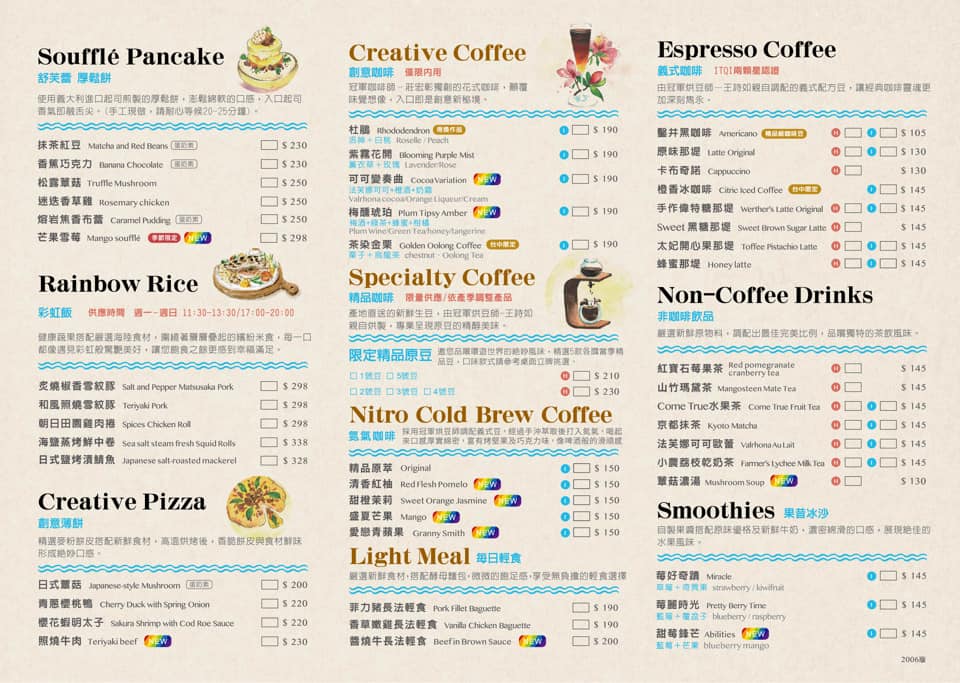 Soufflé Pancake
舒芙蕾 厚鬆餅
使用義大利進口起司煎製的厚鬆餅，澎鬆綿軟的口感，入口起司
香氣即融舌尖。(手工現做，請耐心等候20-25分鐘)。
抹茶紅豆 Matcha and Red Beans 蛋奶素 $ 230
香蕉巧克力 Banana Chocolate 蛋奶素 $ 230
松露蕈菇 Truffle Mushroom $ 250
迷迭香草雞 Rosemary chicken $ 250
熔岩焦香布蕾 Caramel Pudding 蛋奶素 $ 250
芒果雪莓 Mango soufflé 季節限定 NEW $ 298
Rainbow Rice
彩虹飯 供應時間 週一-週日 11:30-13:30/17:00-20:00
健康蔬果搭配嚴選海陸食材，圍繞著層層疊起的繽紛米食，每一口
都像遇見彩虹般驚艷美好，讓您飽食之餘更感到幸福滿足。
炙燒椒香雪紋豚 Salt and Pepper Matsusaka Pork $ 298
和風照燒雪紋豚 Teriyaki Pork $ 298
朝日田園雞肉捲 Spices Chicken Roll $ 298
海鹽蒸烤鮮中卷 Sea salt steam fresh Squid Rolls $ 338
日式鹽烤漬鯖魚 Japanese salt-roasted mackerel $ 328
Creative Pizza
創意薄餅
精選麥粉餅皮搭配新鮮食材，高溫烘烤後，香脆餅皮與食材鮮味
形成絕妙口感。
日式蕈菇 Japanese-style Mushroom 蛋奶素 $ 200
青蔥櫻桃鴨 Cherry Duck with Spring Onion $ 220
櫻花蝦明太子 Sakura Shrimp with Cod Roe Sauce $ 220
照燒牛肉 Teriyaki beef NEW $ 230
Creative Coffee
創意咖啡 僅限內用
冠軍咖啡師—莊宏彰獨創的花式咖啡，顛覆
味覺想像，入口即是創意新秘境。
杜鵑 Rhododendron I $ 190
洛神＋白桃 Roselle / Peach
紫霧花開 Blooming Purple Mist I $ 190
薰衣草＋玫瑰 Lavender/Rose
可可變奏曲 Cocoa Variation NEW I $ 190
法芙娜可可+橙酒+奶霜
Valrhona cocoa/Orange Liqueur/Cream
梅醺琥珀 Plum Tipsy Amber NEW I $ 190
梅酒+綠茶+蜂蜜+柑橘
Plum Wine/Green Tea/honey/tangerine
茶染金栗 Golden Oolong Coffee 台中限定 I $ 190
栗子＋烏龍茶 chestnut · Oolong Tea
Specialty Coffee
精品咖啡 限量供應/依產季調整產品
產地直送的新鮮生豆，由冠軍烘豆師—王詩如
親自烘製，專業呈現原豆的精醇美味。
限定精品原豆 邀您品嚐環遊世界的絕妙風味，精選5款各國當季精
品豆，口味款式請參考桌面立牌挑選。
1號豆 5號豆 H $ 210
2號豆 3號豆 4號豆 H $ 230
Nitro Cold Brew Coffee
氮氣咖啡 採用冠軍烘豆師調配義式豆，經過手沖萃取後打入氮氣，喝起
來口感厚實綿密，富有烤堅果及巧克力味，像啤酒般的滑順感
精品原萃 Original I $ 150
清香紅柚 Red Flesh Pomelo NEW I $ 150
甜橙茉莉 Sweet Orange Jasmine NEW I $ 150
盛夏芒果 Mango NEW I $ 150
愛戀青蘋果 Granny Smith NEW I $ 150
Light Meal 每日輕食
嚴選新鮮食材，搭配酵母麵包，微微的飽足感，享受無負擔的輕食選擇
菲力豬長法輕食 Pork Fillet Baguette $ 190
香草嫩雞長法輕食 Vanilla Chicken Baguette $ 190
醬燒牛長法輕食 Beef in Brown Sauce NEW $ 200
Espresso Coffee
義式咖啡 ITQI兩顆星認證
由冠軍烘豆師—王詩如親自調配的義式配方豆，讓經典咖啡靈魂更
加深刻雋永。
鑿井黑咖啡 Americano 精品級咖啡豆 H I $ 105
原味那堤 Latte Original H I $ 130
卡布奇諾 Cappuccino H $ 130
橙香冰咖啡 Citric Iced Coffee 台中限定 I $ 145
手作偉特糖那堤 Werther's Latte Original H I $ 145
Sweet 黑糖那堤 Sweet Brown Sugar Latte H $ 145
太妃開心果那堤 Toffee Pistachio Latte H I $ 145
蜂蜜那堤 Honey latte H I $ 145
Non-Coffee Drinks
非咖啡飲品
嚴選新鮮原物料，調配出最佳完美比例，品嚐獨特的茶飲風味。
紅寶石莓果茶 Red pomegranate cranberry tea H $ 145
山竹瑪黛茶 Mangosteen Mate Tea H $ 145
Come True水果茶 Come True Fruit Tea H I $ 145
京都抹茶 Kyoto Matcha H I $ 145
法芙娜可可歐蕾 Valrhona Au Lait H I $ 145
小農荔枝乾奶茶 Farmer's Lychee Milk Tea H I $ 145
蕈菇濃湯 Mushroom Soup NEW H $ 130
Smoothies 果昔冰沙
自製果醬搭配原味優格及新鮮牛奶，濃密綿滑的口感，展現絕佳的
水果風味。
莓好奇蹟 Miracle I $ 145
草莓＋奇異果 strawberry / kiwifruit
莓麗時光 Pretty Berry Time I $ 145
藍莓＋覆盆子 blueberry / raspberry
甜莓鋒芒 Abilities NEW I $ 145
藍莓＋芒果 blueberry mango
2006版